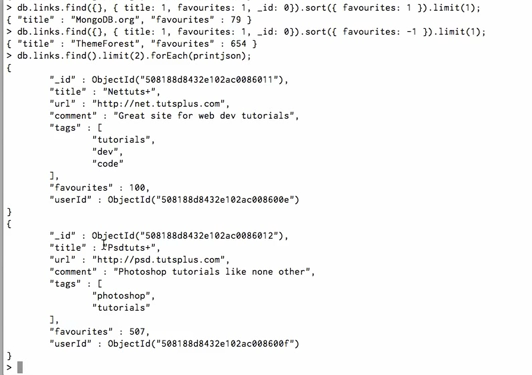 > db.links.find({}, { title: 1, favourites: 1, _id: 0}).sort({ favourites: 1 }).limit(1);
{ "title" : "MongoDB.org", "favourites" : 79 }
> db.links.find({}, { title: 1, favourites: 1, _id: 0}).sort({ favourites: -1 }).limit(1);
{ "title" : "ThemeForest", "favourites" : 654 }
> db.links.find().limit(2).forEach(printjson);
{
"_id" : ObjectId("508188d8432e102ac0086011"),
"title" : "Nettuts+",
"url" : "http://net.tutsplus.com",
"comment" : "Great site for web dev tutorials",
"tags" : [
"tutorials",
"dev",
"code"
],
"favourites" : 100,
"userId" : ObjectId("508188d8432e102ac008600e")
}
{
"_id" : ObjectId("508188d8432e102ac0086012"),
"title" : "Psdtuts+",
"url" : "http://psd.tutsplus.com",
"comment" : "Photoshop tutorials like none other",
"tags" : [
"photoshop",
"tutorials"
],
"favourites" : 507,
"userId" : ObjectId("508188d8432e102ac008600f")
}
>